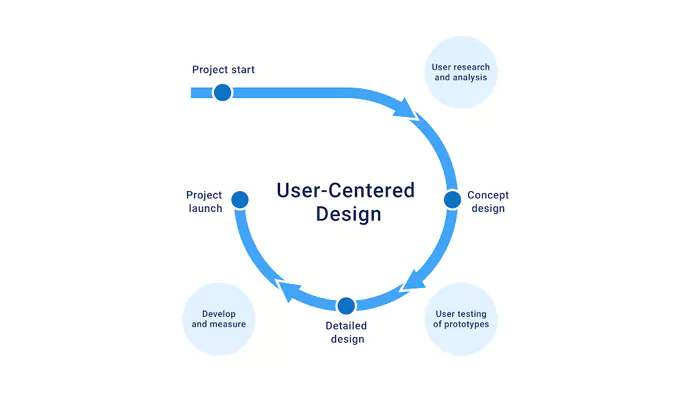 Project start
User research
and analysis
User-Centered
Design
Project
launch
Concept
design
Develop
and measure
Detailed
design
User testing
of prototypes